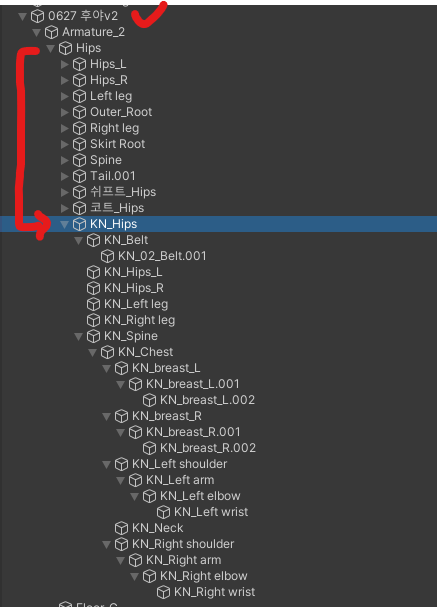 0627 후야v2
Armature_2
Hips
Hips_L
Hips_R
Left leg
Outer_Root
Right leg
Skirt Root
Spine
Tail.001
쉬프트_Hips
코트_Hips
KN_Hips
KN_Belt
KN_02_Belt.001
KN_Hips_L
KN_Hips_R
KN_Left leg
KN_Right leg
KN_Spine
KN_Chest
KN_breast_L
KN_breast_L.001
KN_breast_L.002
KN_breast_R
KN_breast_R.001
KN_breast_R.002
KN_Left shoulder
KN_Left arm
KN_Left elbow
KN_Left wrist
KN_Neck
KN_Right shoulder
KN_Right arm
KN_Right elbow
KN_Right wrist